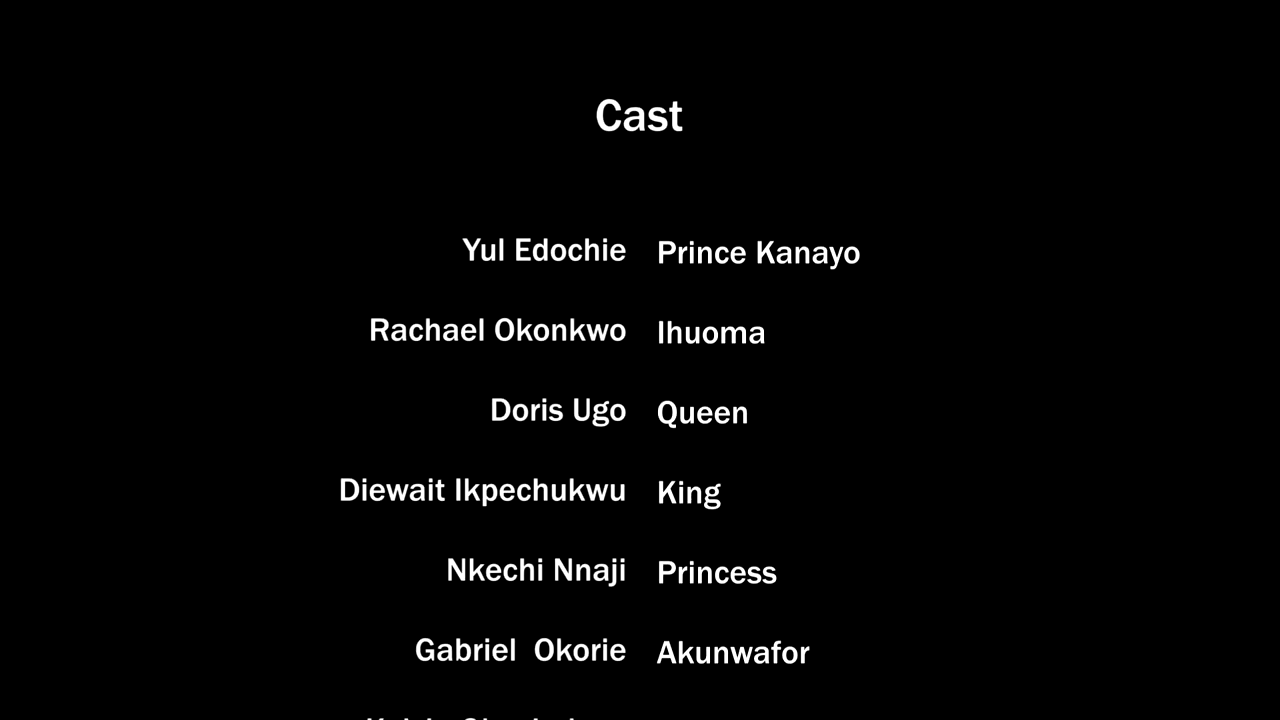 Cast
Yul Edochie Prince Kanayo
Rachael Okonkwo Ihuoma
Doris Ugo Queen
Diewait Ikpechukwu King
Nkechi Nnaji Princess
Gabriel  Okorie Akunwafor